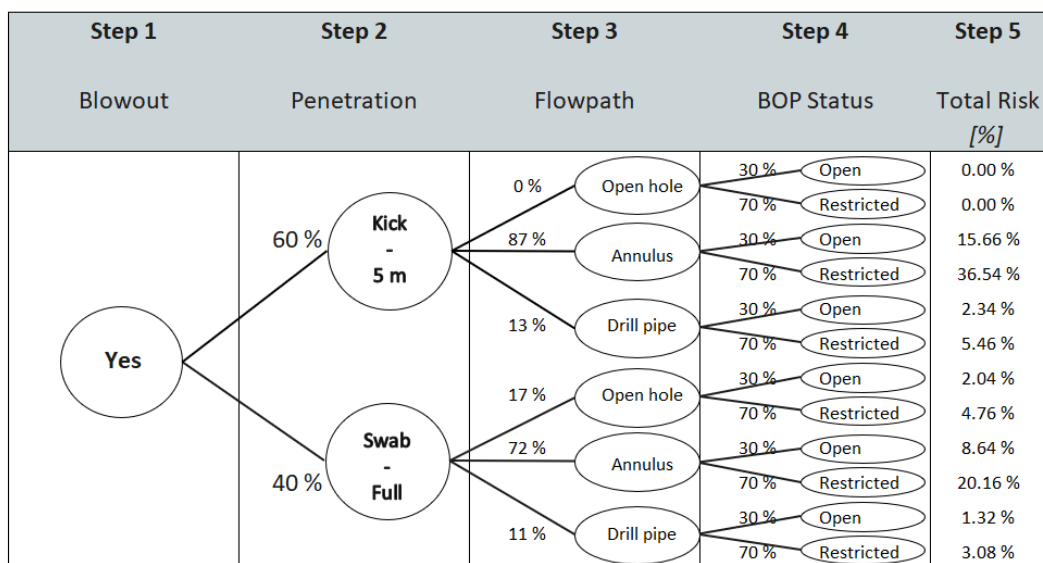 Step 1 Step 2 Step 3 Step 4 Step 5
Blowout Penetration Flowpath BOP Status Total Risk
[%]
30 % Open 0.00 %
0 % Open hole
70 % Restricted 0.00 %
Kick
60 %
87 % 30 % Open 15.66 %
-
Annulus
5 m
70 % Restricted 36.54 %
30 % Open 2.34 %
13 % Drill pipe
70 % Restricted 5.46 %
Yes
30 % Open 2.04 %
17 % Open hole
70 % Restricted 4.76 %
Swab
72 % 30 % Open 8.64 %
-
Annulus
40 %
70 % Restricted 20.16 %
Full
30 % Open 1.32 %
11 % Drill pipe
70 % Restricted 3.08 %